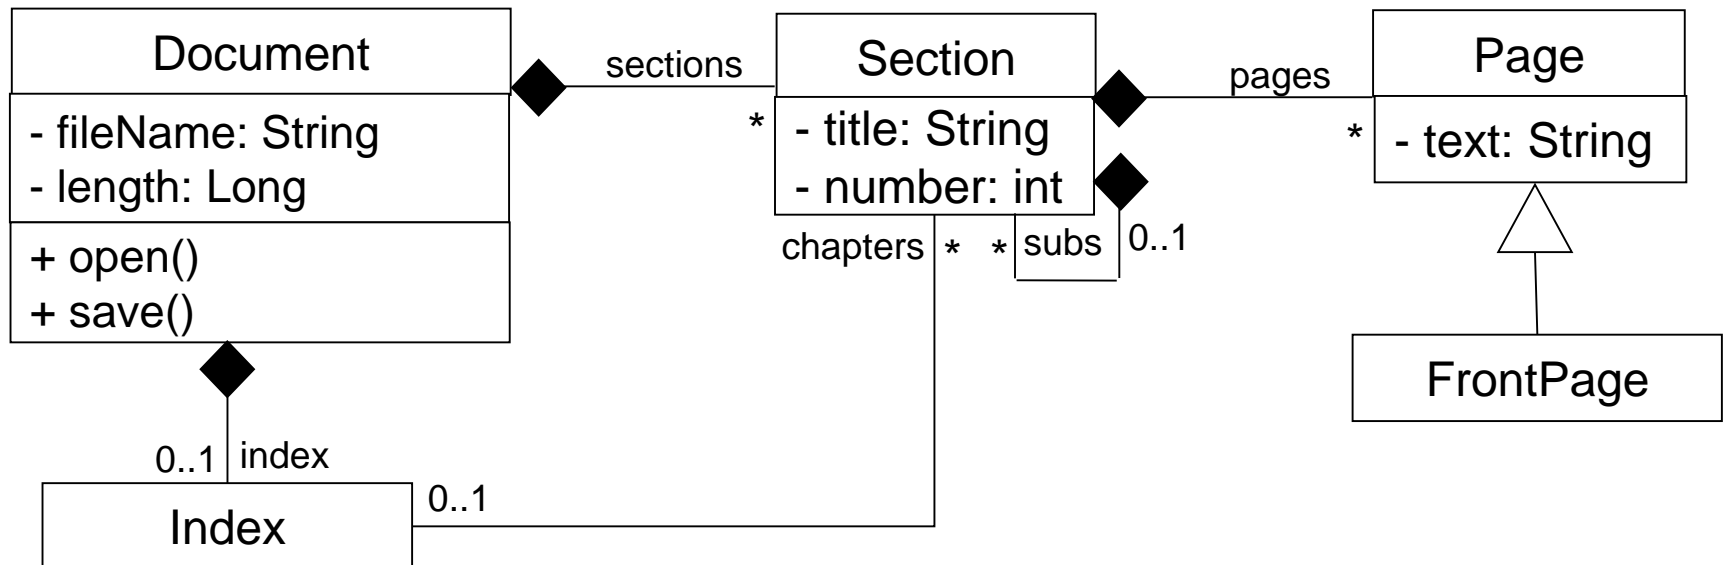 Document
- fileName: String
- length: Long
+ open()
+ save()
sections
*
Section
- title: String
- number: int
pages
*
Page
- text: String
chapters
*
*
subs
0..1
FrontPage
0..1
index
0..1
Index